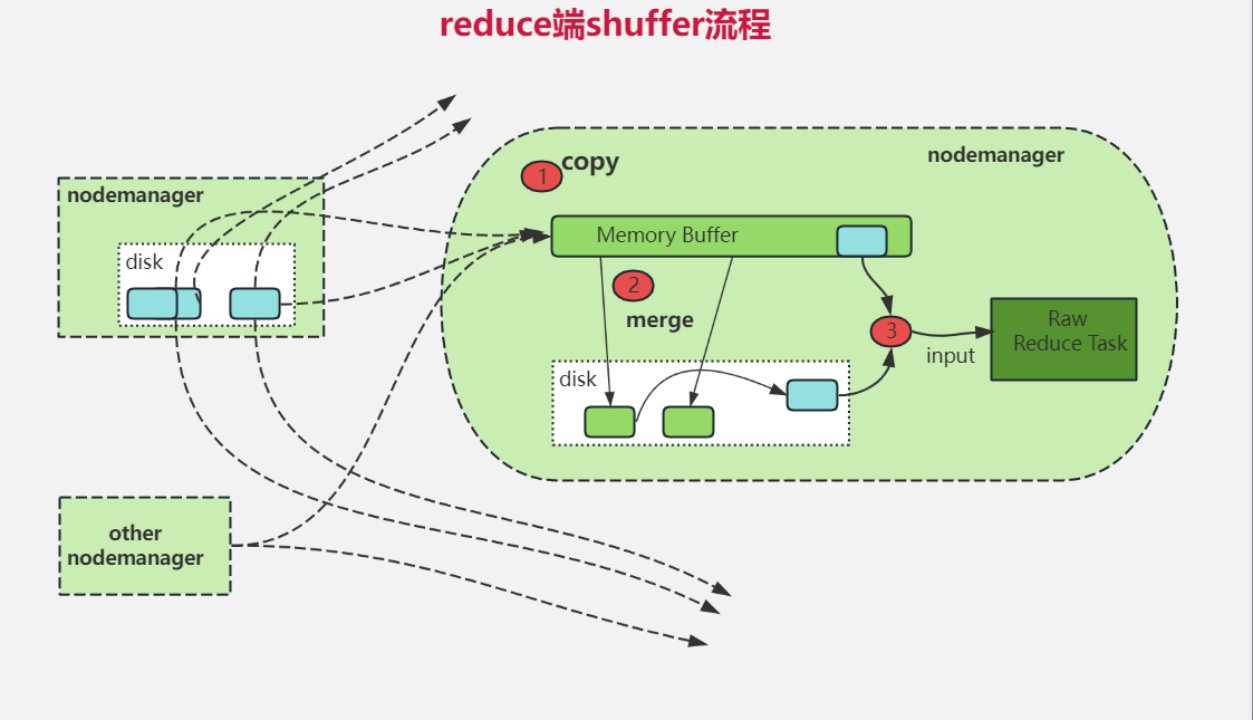 reduce端shuffer流程
nodemanager
disk
other
nodemanager
1
copy
nodemanager
Memory Buffer
2
merge
disk
3
input
Raw
Reduce Task